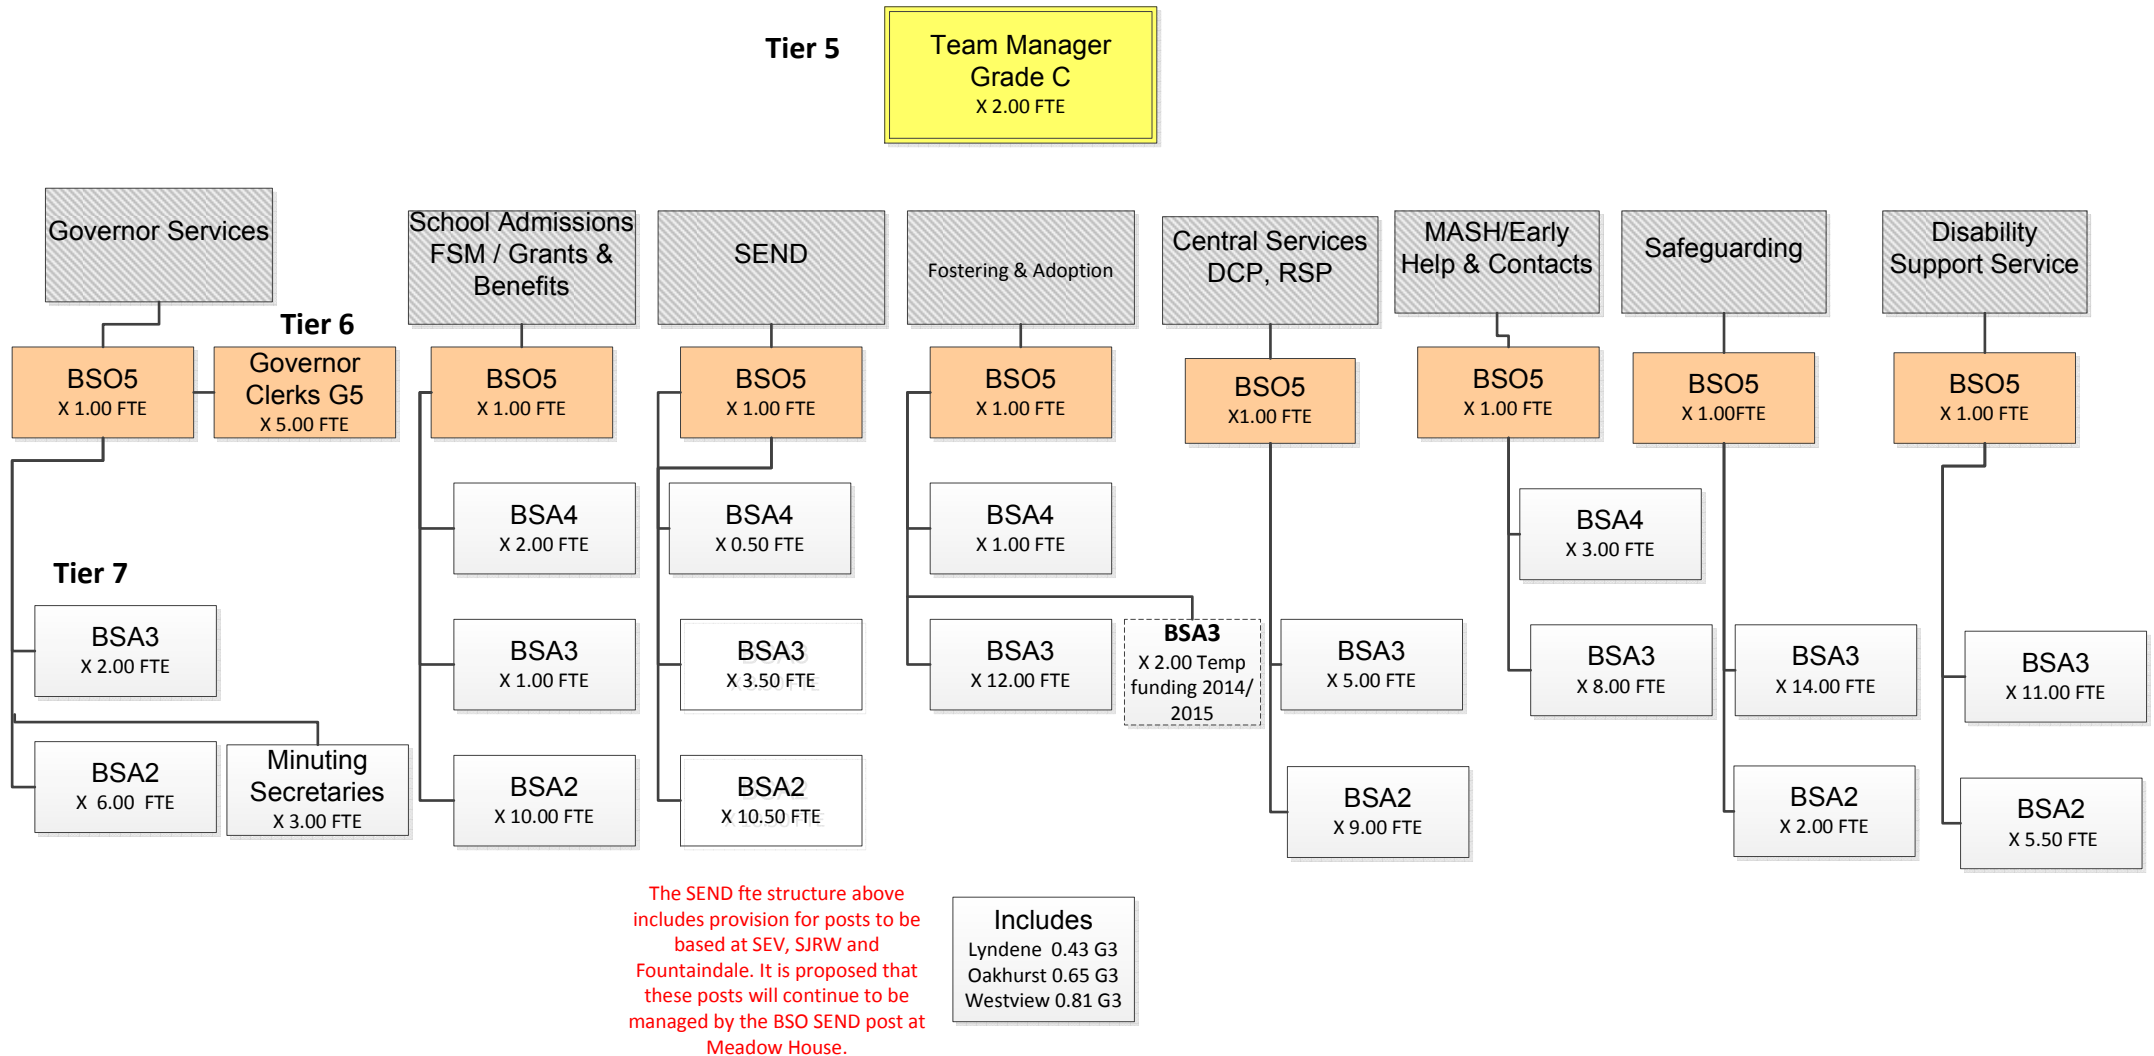 Tier 5
Team Manager
Grade C
X 2.00 FTE
Governor Services
School Admissions
FSM / Grants &
Benefits
SEND
Fostering & Adoption
Central Services
DCP, RSP
MASH/Early
Help & Contacts
Safeguarding
Disability
Support Service
Tier 6
BSO5
X 1.00 FTE
Governor
Clerks G5
X 5.00 FTE
BSO5
X 1.00 FTE
BSO5
X 1.00 FTE
BSO5
X 1.00 FTE
BSO5
X1.00 FTE
BSO5
X 1.00 FTE
BSO5
X 1.00FTE
BSO5
X 1.00 FTE
BSA4
X 2.00 FTE
BSA4
X 0.50 FTE
BSA4
X 1.00 FTE
BSA4
X 3.00 FTE
Tier 7
BSA3
X 2.00 FTE
BSA3
X 1.00 FTE
BSA3
X 3.50 FTE
BSA3
X 12.00 FTE
BSA3
X 2.00 Temp
funding 2014/
2015
BSA3
X 5.00 FTE
BSA3
X 8.00 FTE
BSA3
X 14.00 FTE
BSA3
X 11.00 FTE
BSA2
X 6.00 FTE
Minuting
Secretaries
X 3.00 FTE
BSA2
X 10.00 FTE
BSA2
X 10.50 FTE
BSA2
X 9.00 FTE
BSA2
X 2.00 FTE
BSA2
X 5.50 FTE
The SEND fte structure above
includes provision for posts to be
based at SEV, SJRW and
Fountaindale. It is proposed that
these posts will continue to be
managed by the BSO SEND post at
Meadow House.
Includes
Lyndene 0.43 G3
Oakhurst 0.65 G3
Westview 0.81 G3